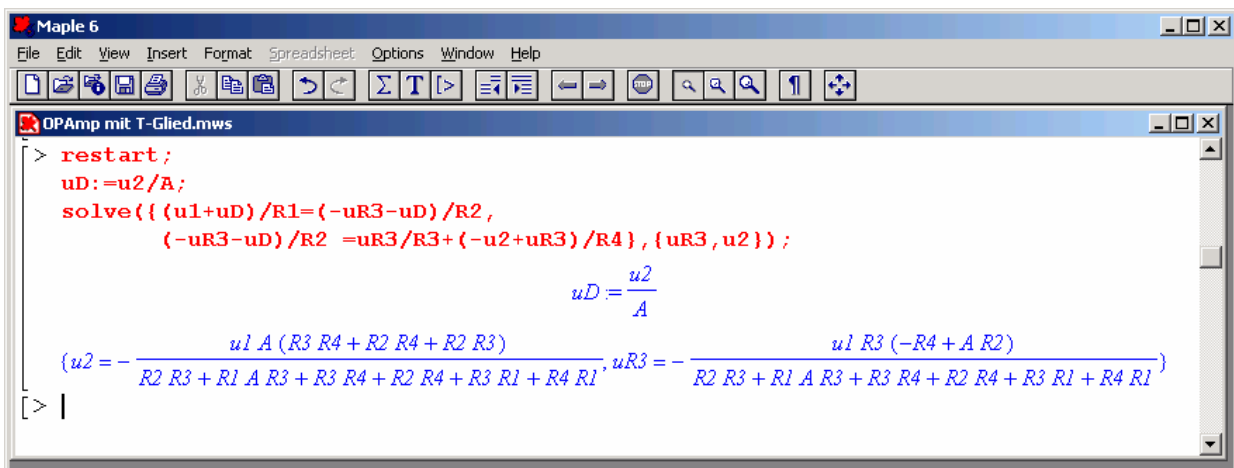 Maple 6
File Edit View Insert Format Spreadsheet Options Window Help
Σ T [> STOP ¶
OPAmp mit T-Glied.mws
[> restart;
uD:=u2/A;
solve({(u1+uD)/R1=(-uR3-uD)/R2,
(-uR3-uD)/R2 =uR3/R3+(-u2+uR3)/R4},{uR3,u2});
uD := u2/A
{u2 = - u1 A (R3 R4 + R2 R4 + R2 R3) / (R2 R3 + R1 A R3 + R3 R4 + R2 R4 + R3 R1 + R4 R1), uR3 = - u1 R3 (-R4 + A R2) / (R2 R3 + R1 A R3 + R3 R4 + R2 R4 + R3 R1 + R4 R1)}
[> |